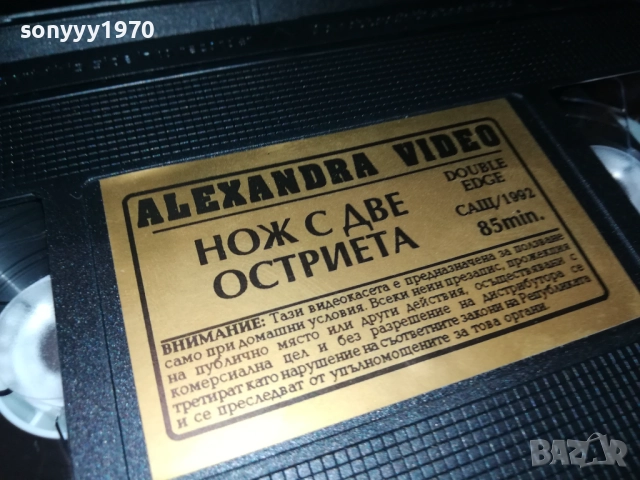 sonyyy1970
ALEXANDRA VIDEO
НОЖ С ДВЕ
ОСТРИЕТА
DOUBLE
EDGE
САЩ/1992
85min.
ВНИМАНИЕ: Тази видеокасета е предназначена за ползване
само при домашни условия. Всеки неин презапис, прожекция
на публично място или други действия, осъществявани с
комерсиална цел и без разрешение на дистрибутора се
третират като нарушение на съответните закони на Републиката
и се преследват от упълномощените за това органи.
BAZAR